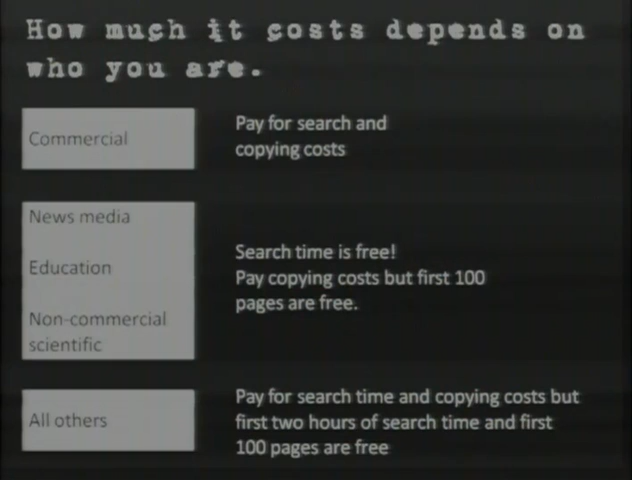 How much it costs depends on
who you are.
Commercial
Pay for search and
copying costs
News media
Education
Non-commercial
scientific
Search time is free!
Pay copying costs but first 100
pages are free.
All others
Pay for search time and copying costs but
first two hours of search time and first
100 pages are free